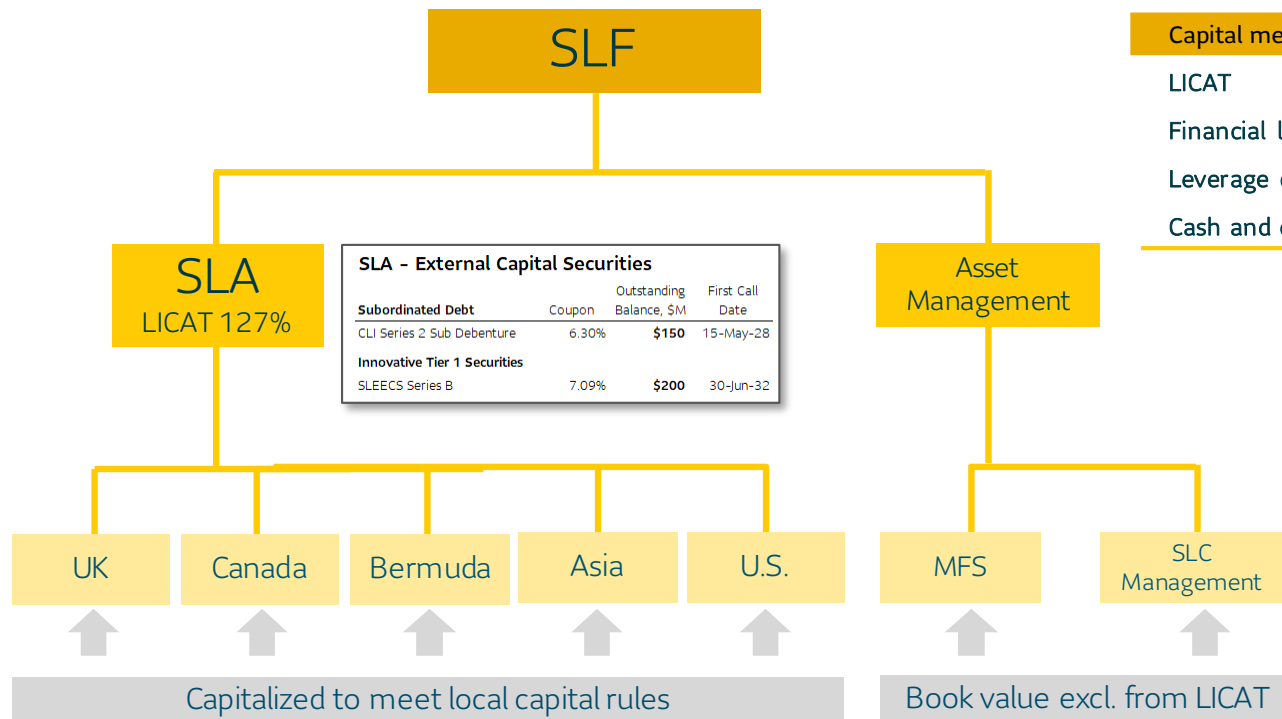 SLF
Capital me
LICAT
Financial l
Leverage
Cash and
SLA
LICAT 127%
SLA – External Capital Securities
Subordinated Debt Coupon Outstanding Balance, $M First Call Date
CLI Series 2 Sub Debenture 6.30% $150 15-May-28
Innovative Tier 1 Securities
SLEECS Series B 7.09% $200 30-Jun-32
Asset
Management
UK
Canada
Bermuda
Asia
U.S.
MFS
SLC
Management
Capitalized to meet local capital rules
Book value excl. from LICAT